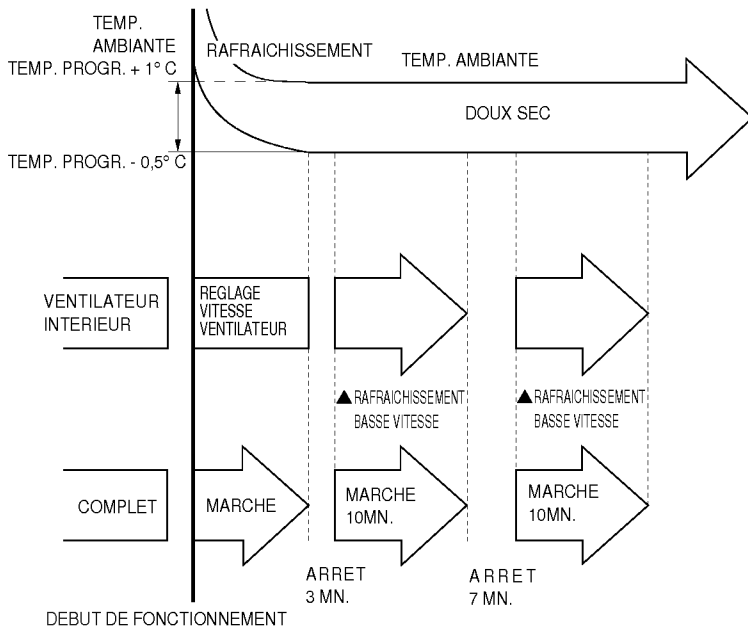 TEMP.
AMBIANTE
RAFRAICHISSEMENT
TEMP. AMBIANTE
TEMP. PROGR. + 1° C
DOUX SEC
TEMP. PROGR. - 0,5° C
VENTILATEUR
INTERIEUR
REGLAGE
VITESSE
VENTILATEUR
▲ RAFRAICHISSEMENT
BASSE VITESSE
▲ RAFRAICHISSEMENT
BASSE VITESSE
COMPLET
MARCHE
MARCHE
10MN.
MARCHE
10MN.
ARRET
3 MN.
ARRET
7 MN.
DEBUT DE FONCTIONNEMENT